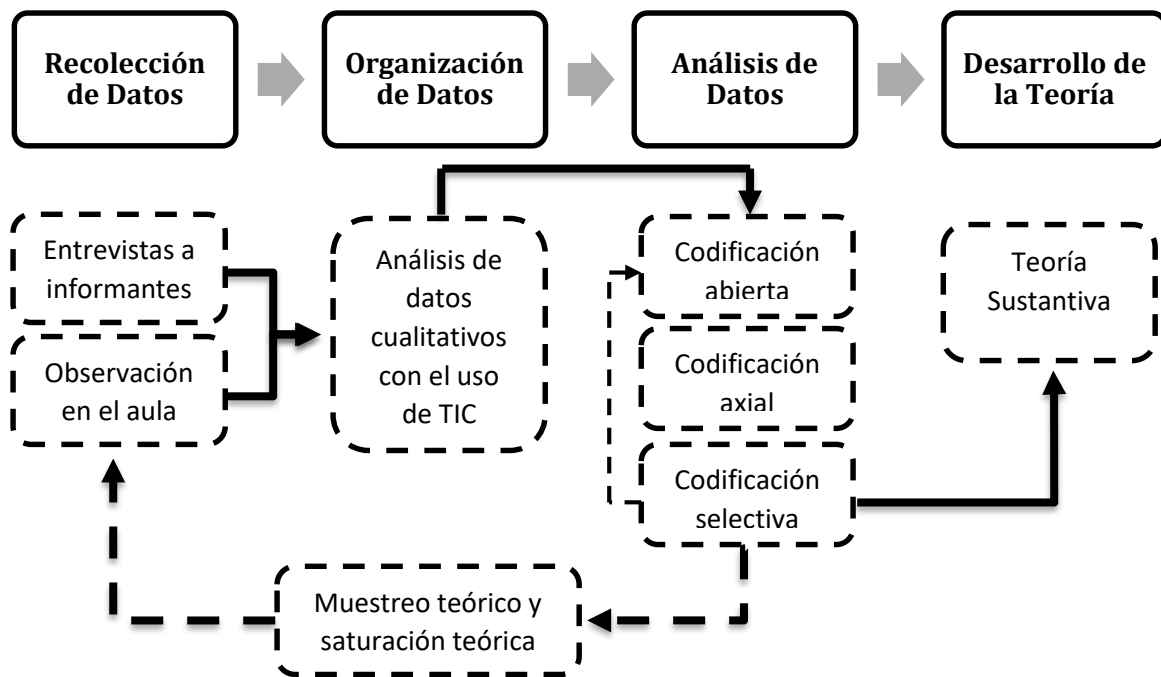 Recolección
de Datos
Organización
de Datos
Análisis de
Datos
Desarrollo de
la Teoría
Entrevistas a
informantes
Observación
en el aula
Análisis de
datos
cualitativos
con el uso
de TIC
Codificación
abierta
Codificación
axial
Codificación
selectiva
Teoría
Sustantiva
Muestreo teórico y
saturación teórica